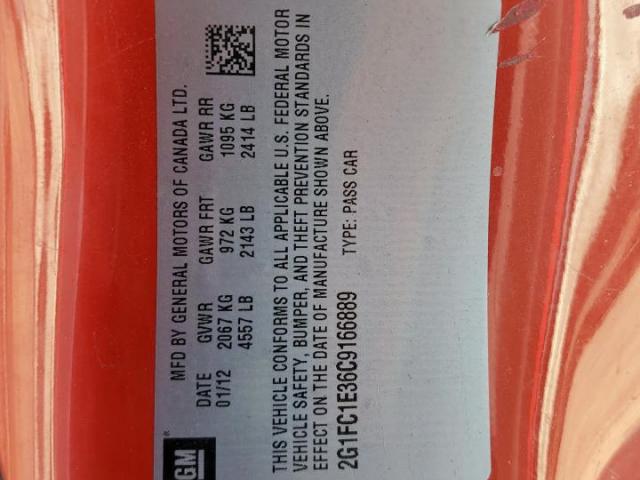 GM®
MFD BY GENERAL MOTORS OF CANADA LTD.
DATE GVWR GAWR FRT GAWR RR
01/12 2067 KG 972 KG 1095 KG
4557 LB 2143 LB 2414 LB
THIS VEHICLE CONFORMS TO ALL APPLICABLE U.S. FEDERAL MOTOR
VEHICLE SAFETY, BUMPER, AND THEFT PREVENTION STANDARDS IN
EFFECT ON THE DATE OF MANUFACTURE SHOWN ABOVE.
2G1FC1E36C9166889 TYPE: PASS CAR